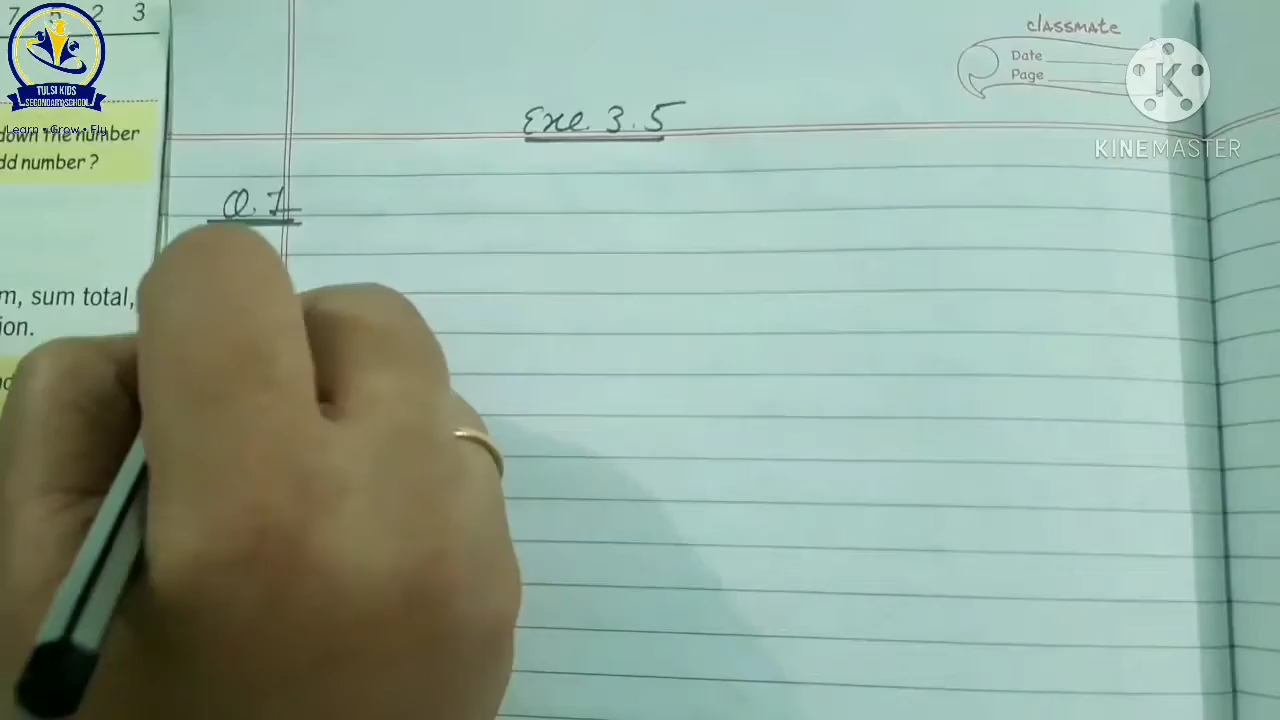 7 5 2 3
TULSI KIDS
SECONDARY SCHOOL
Learn • Grow • Fly
down the number
dd number ?
m, sum total,
ion.
classmate
Date
Page
K
KINEMASTER
Exe. 3.5
Q. 1